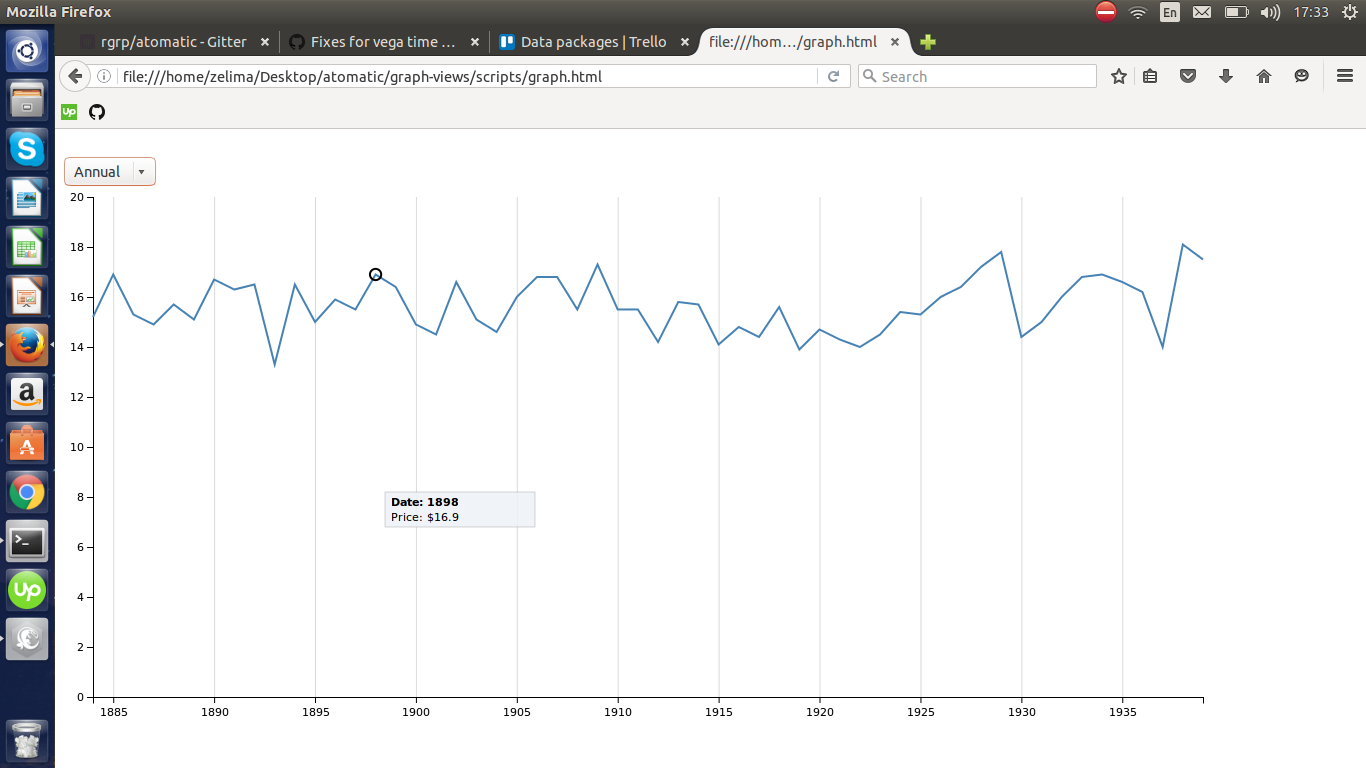 Mozilla Firefox
En
17:33
rgrp/atomatic - Gitter
Fixes for vega time ...
Data packages | Trello
file:///hom.../graph.html
file:///home/zelima/Desktop/atomatic/graph-views/scripts/graph.html
Search
Up
Annual
20
18
16
14
12
10
8
6
4
2
0
Date: 1898
Price: $16.9
1885 1890 1895 1900 1905 1910 1915 1920 1925 1930 1935
S
a
A
>_
Up